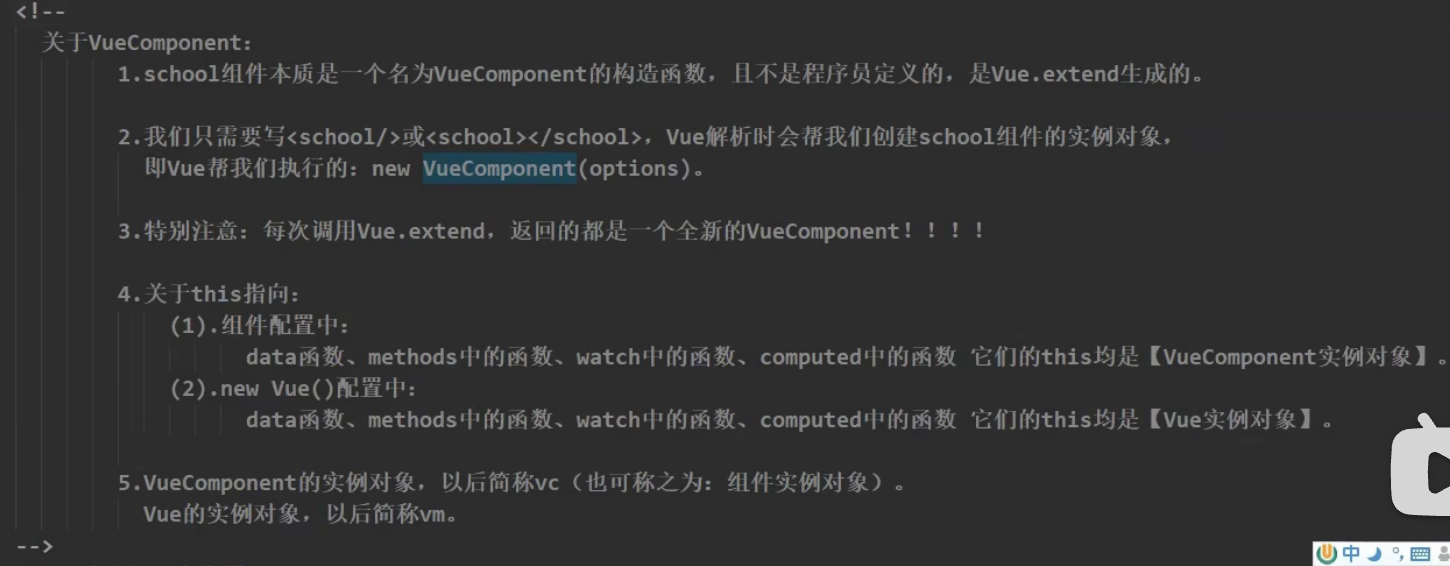 <!--
关于VueComponent:
1.school组件本质是一个名为VueComponent的构造函数，且不是程序员定义的，是Vue.extend生成的。
2.我们只需要写<school/>或<school></school>，Vue解析时会帮我们创建school组件的实例对象，
即Vue帮我们执行的：new VueComponent(options)。
3.特别注意：每次调用Vue.extend，返回的都是一个全新的VueComponent！！！！
4.关于this指向：
(1).组件配置中：
data函数、methods中的函数、watch中的函数、computed中的函数 它们的this均是【VueComponent实例对象】。
(2).new Vue()配置中：
data函数、methods中的函数、watch中的函数、computed中的函数 它们的this均是【Vue实例对象】。
5.VueComponent的实例对象，以后简称vc（也可称之为：组件实例对象）。
Vue的实例对象，以后简称vm。
-->
中